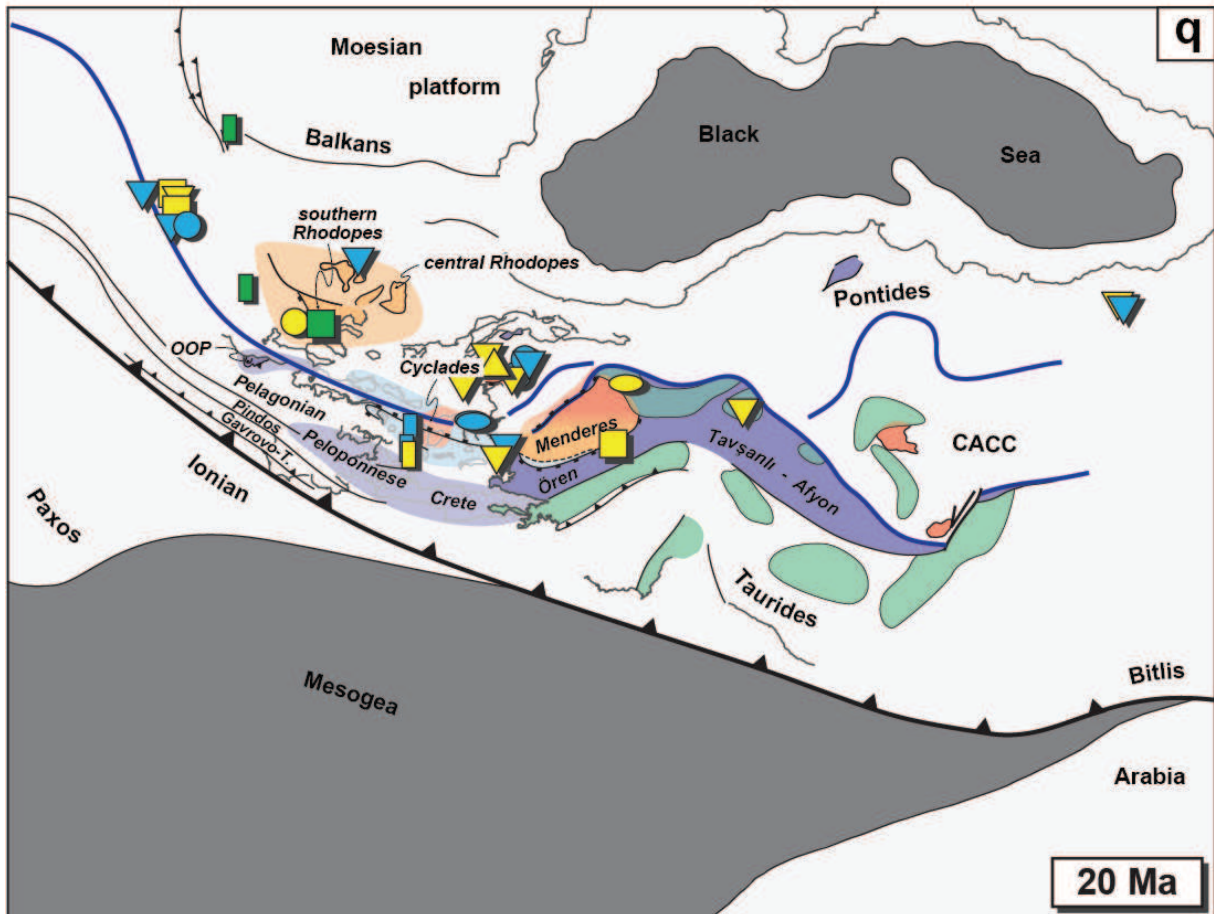 q
Moesian
platform
Black
Sea
Balkans
southern
Rhodopes
central Rhodopes
Pontides
OOP
Cyclades
Pelagonian
Pindos
Gavrovo-T.
Peloponnese
Menderes
Tavşanlı - Afyon
CACC
Ionian
Crete
Ören
Paxos
Taurides
Mesogea
Bitlis
Arabia
20 Ma